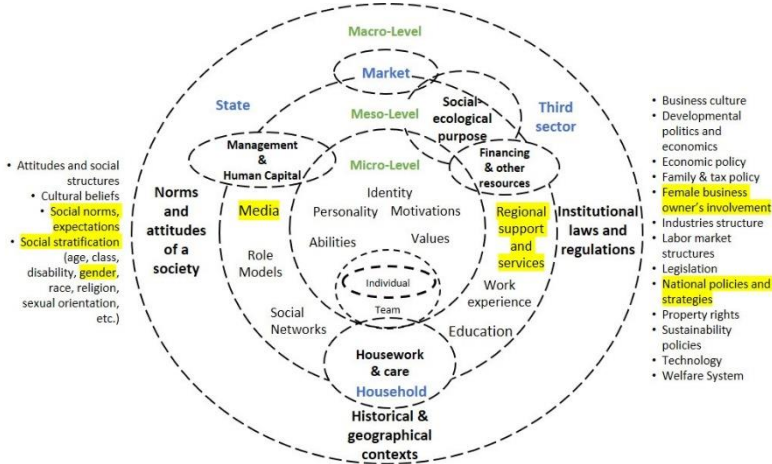 Macro-Level
Market
State
Meso-Level
Social-
ecological
purpose
Third
sector
Management
&
Human Capital
Micro-Level
Financing &
other
resources
• Attitudes and social
structures
• Cultural beliefs
• Social norms,
expectations
• Social stratification
(age, class,
disability, gender,
race, religion,
sexual orientation,
etc.)
Norms
and
attitudes
of a
society
Media
Role
Models
Social
Networks
Identity
Personality
Motivations
Abilities
Values
Individual
Team
Regional
support
and
services
Work
experience
Education
Institutional
laws and
regulations
Housework
& care
Household
Historical &
geographical
contexts
• Business culture
• Developmental
politics and
economics
• Economic policy
• Family & tax policy
• Female business
owner's involvement
• Industries structure
• Labor market
structures
• Legislation
• National policies and
strategies
• Property rights
• Sustainability
policies
• Technology
• Welfare System